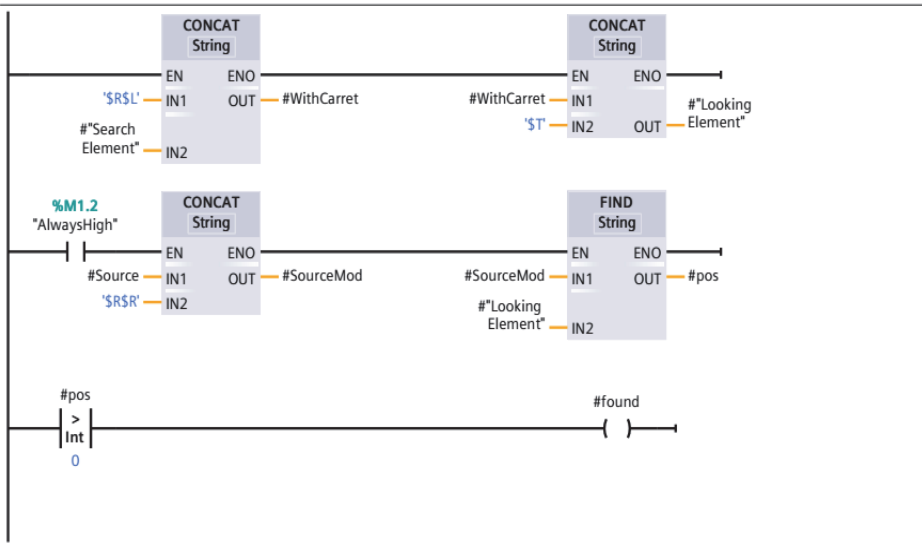 CONCAT
String
EN ENO
'$R$L' IN1 OUT #WithCarret
#"Search
Element" IN2
CONCAT
String
EN ENO
#WithCarret IN1
#"Looking
'$T' IN2 OUT Element"
%M1.2
"AlwaysHigh"
CONCAT
String
EN ENO
#Source IN1 OUT #SourceMod
'$R$R' IN2
FIND
String
EN ENO
#SourceMod IN1 OUT #pos
#"Looking
Element" IN2
#pos
>
Int
0
#found
( )